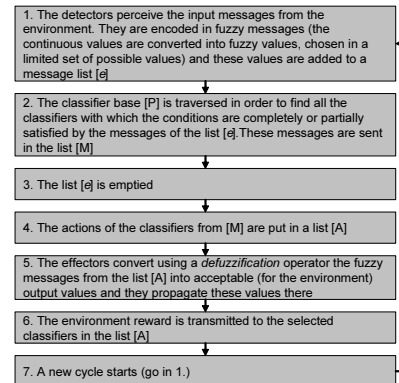 1. The detectors perceive the input messages from the
environment. They are encoded in fuzzy messages (the
continuous values are converted into fuzzy values, chosen in a
limited set of possible values) and these values are added to a
message list [e]
2. The classifier base [P] is traversed in order to find all the
classifiers with which the conditions are completely or partially
satisfied by the messages of the list [e].These messages are sent
in the list [M]
3. The list [e] is emptied
4. The actions of the classifiers from [M] are put in a list [A]
5. The effectors convert using a defuzzification operator the fuzzy
messages from the list [A] into acceptable (for the environment)
output values and they propagate these values there
6. The environment reward is transmitted to the selected
classifiers in the list [A]
7. A new cycle starts (go in 1.)